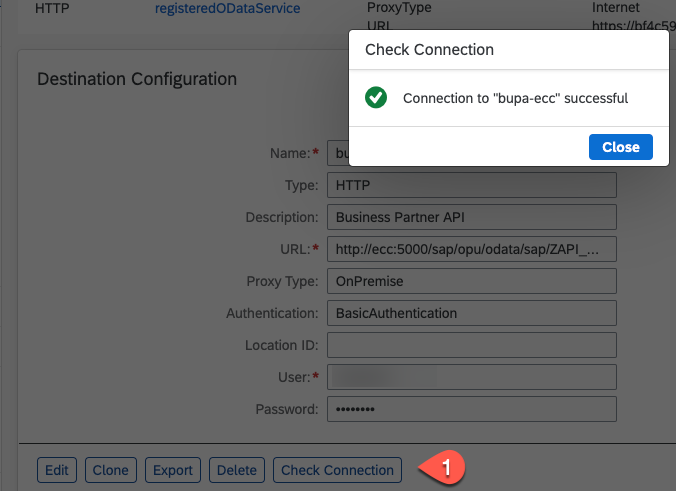 HTTP registeredODataService ProxyType Internet
URL https://bf4c59
Check Connection
Connection to "bupa-ecc" successful
Close
Destination Configuration
Name:* bu
Type: HTTP
Description: Business Partner API
URL:* http://ecc:5000/sap/opu/odata/sap/ZAPI_...
Proxy Type: OnPremise
Authentication: BasicAuthentication
Location ID:
User:*
Password: ••••••••
Edit Clone Export Delete Check Connection 1